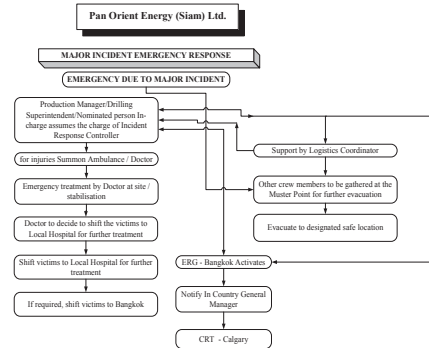 Pan Orient Energy (Siam) Ltd.
MAJOR INCIDENT EMERGENCY RESPONSE
EMERGENCY DUE TO MAJOR INCIDENT
Production Manager/Drilling
Superintendent/Nominated person In-
charge assumes the charge of Incident
Response Controller
for injuries Summon Ambulance / Doctor
Emergency treatment by Doctor at site /
stabilisation
Doctor to decide to shift the victims to
Local Hospital for further treatment
Shift victims to Local Hospital for further
treatment
If required, shift victims to Bangkok
Support by Logistics Coordinator
Other crew members to be gathered at the
Muster Point for further evacuation
Evacuate to designated safe location
ERG - Bangkok Activates
Notify In Country General
Manager
CRT - Calgary